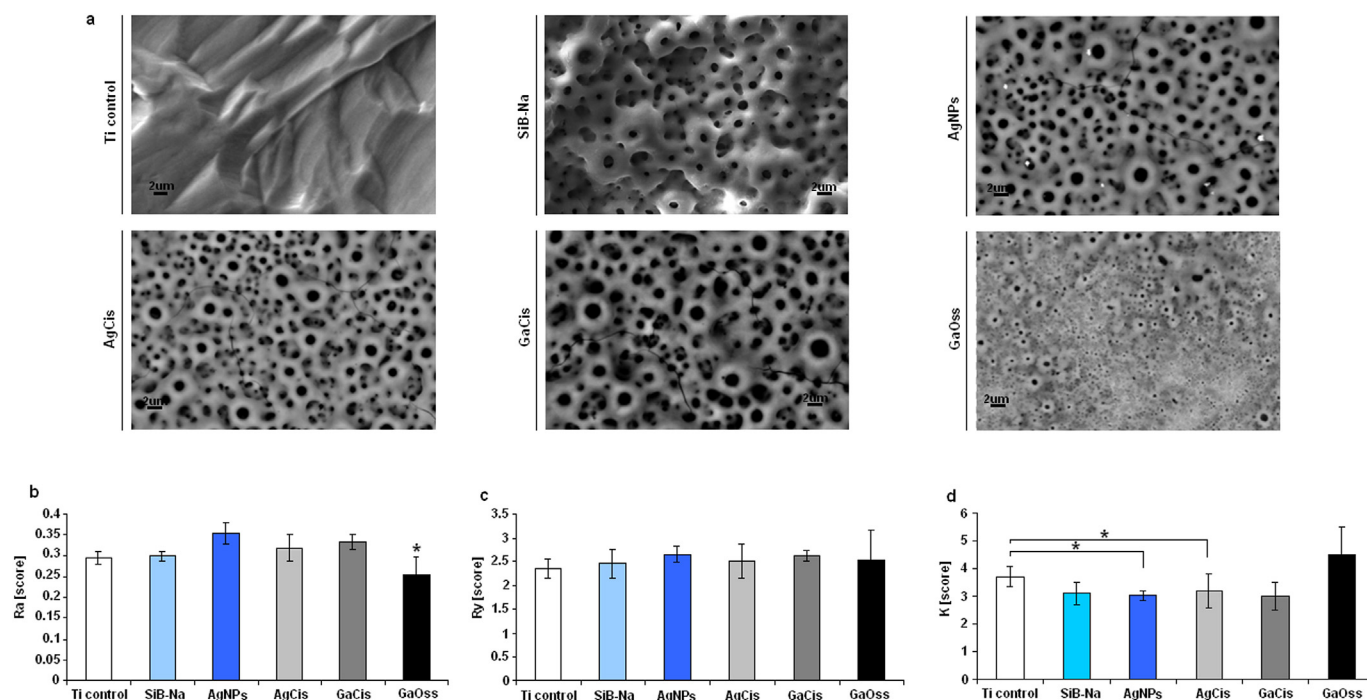 a
Ti control
2um
SiB-Na
2um
AgNPs
2um
AgCis
2um
GaCis
2um
GaOss
2um
b
Ra [score]
0.4
0.35
0.3
0.25
0.2
0.15
0.1
0.05
0
*
Ti control SiB-Na AgNPs AgCis GaCis GaOss
c
Ry [score]
3.5
3
2.5
2
1.5
1
0.5
0
Ti control SiB-Na AgNPs AgCis GaCis GaOss
d
K [score]
6
5
4
3
2
1
0
*
*
Ti control SiB-Na AgNPs AgCis GaCis GaOss